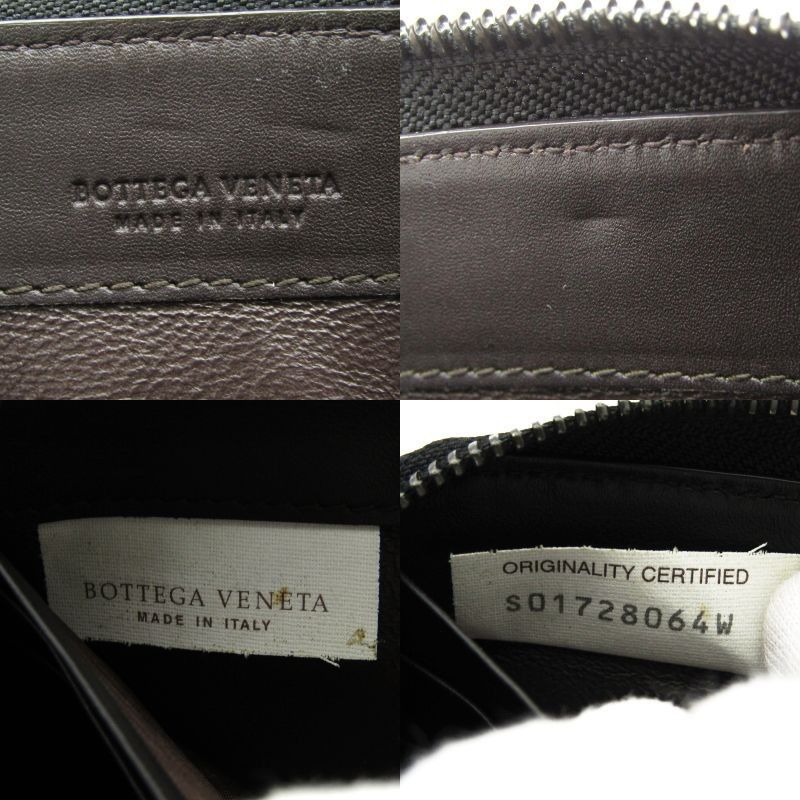 BOTTEGA VENETA
MADE IN ITALY
BOTTEGA VENETA
MADE IN ITALY
ORIGINALITY CERTIFIED
S01728064W